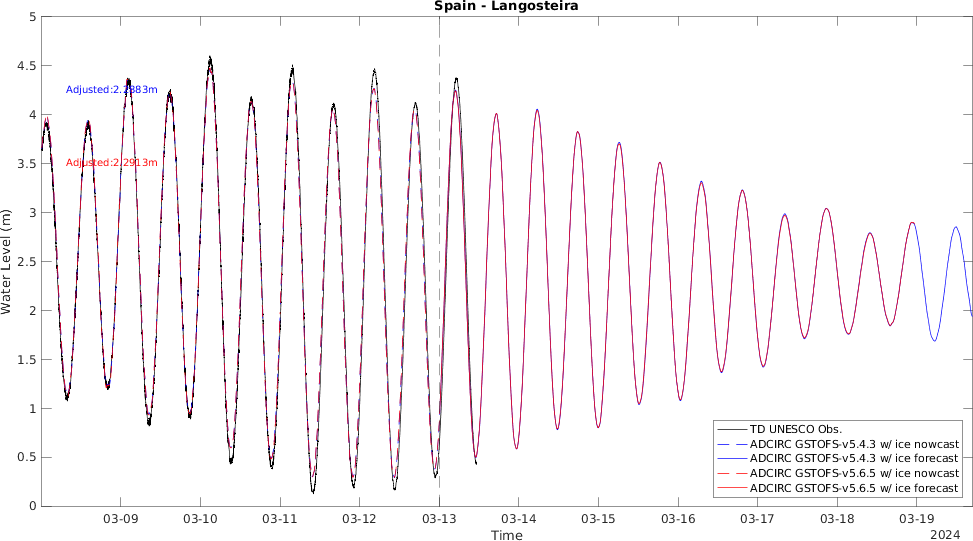 Spain - Langosteira
5
4.5
4
3.5
3
2.5
2
1.5
1
0.5
0
Water Level (m)
Adjusted:2.2883m
Adjusted:2.2913m
TD UNESCO Obs.
ADCIRC GSTOFS-v5.4.3 w/ ice nowcast
ADCIRC GSTOFS-v5.4.3 w/ ice forecast
ADCIRC GSTOFS-v5.6.5 w/ ice nowcast
ADCIRC GSTOFS-v5.6.5 w/ ice forecast
03-09 03-10 03-11 03-12 03-13 03-14 03-15 03-16 03-17 03-18 03-19
Time
2024